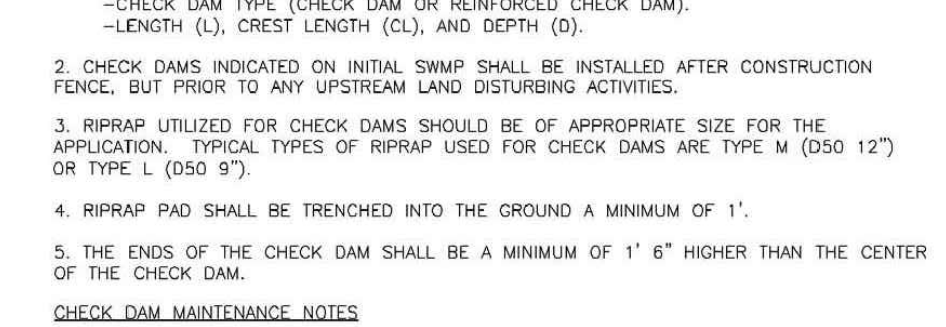 -CHECK DAM TYPE (CHECK DAM OR REINFORCED CHECK DAM).
-LENGTH (L), CREST LENGTH (CL), AND DEPTH (D).
2. CHECK DAMS INDICATED ON INITIAL SWMP SHALL BE INSTALLED AFTER CONSTRUCTION
FENCE, BUT PRIOR TO ANY UPSTREAM LAND DISTURBING ACTIVITIES.
3. RIPRAP UTILIZED FOR CHECK DAMS SHOULD BE OF APPROPRIATE SIZE FOR THE
APPLICATION. TYPICAL TYPES OF RIPRAP USED FOR CHECK DAMS ARE TYPE M (D50 12")
OR TYPE L (D50 9").
4. RIPRAP PAD SHALL BE TRENCHED INTO THE GROUND A MINIMUM OF 1'.
5. THE ENDS OF THE CHECK DAM SHALL BE A MINIMUM OF 1' 6" HIGHER THAN THE CENTER
OF THE CHECK DAM.
CHECK DAM MAINTENANCE NOTES